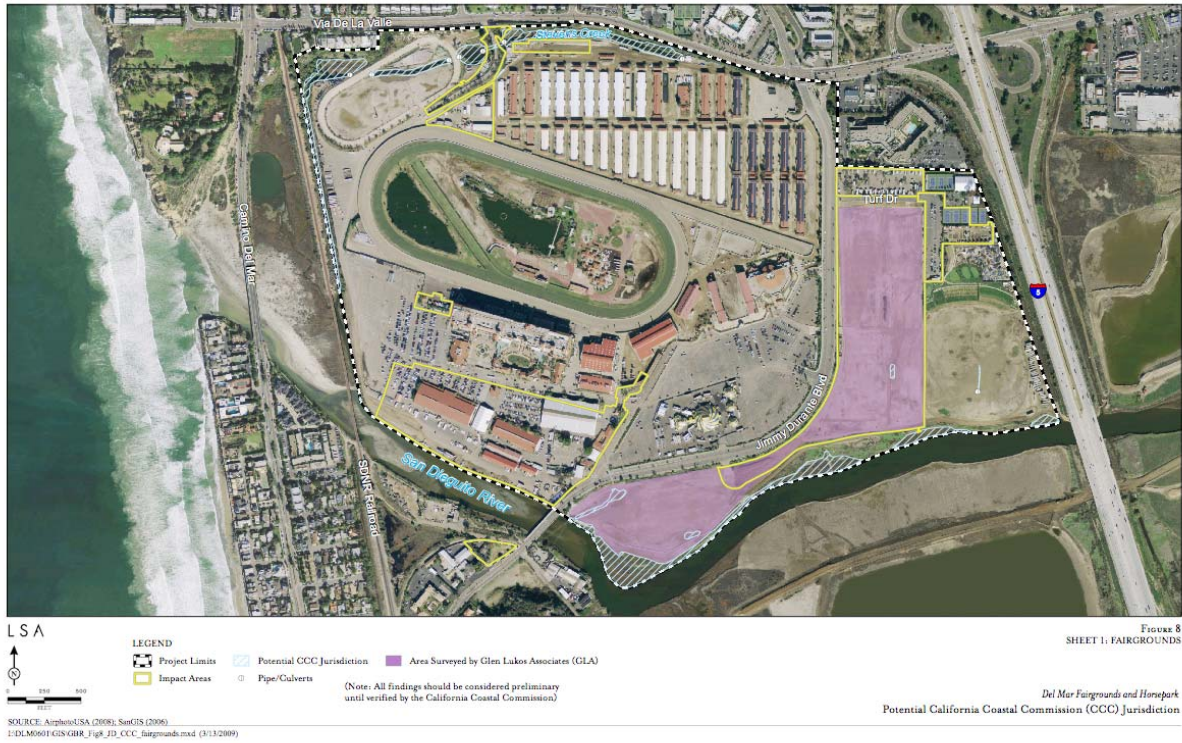 Via De La Valle
Stevens Creek
Camino Del Mar
Turf Dr
5
Jimmy Durante Blvd
San Dieguito River
SDNR Railroad
LSA
N
0 250 500
FEET
LEGEND
Project Limits
Potential CCC Jurisdiction
Area Surveyed by Glen Lukos Associates (GLA)
Impact Areas
Pipe/Culverts
(Note: All findings should be considered preliminary
until verified by the California Coastal Commission)
FIGURE 8
SHEET 1: FAIRGROUNDS
Del Mar Fairgrounds and Horsepark
Potential California Coastal Commission (CCC) Jurisdiction
SOURCE: AirphotoUSA (2008); SanGIS (2006)
I:\DLM0601\GIS\GBR_Fig8_JD_CCC_fairgrounds.mxd (3/13/2009)